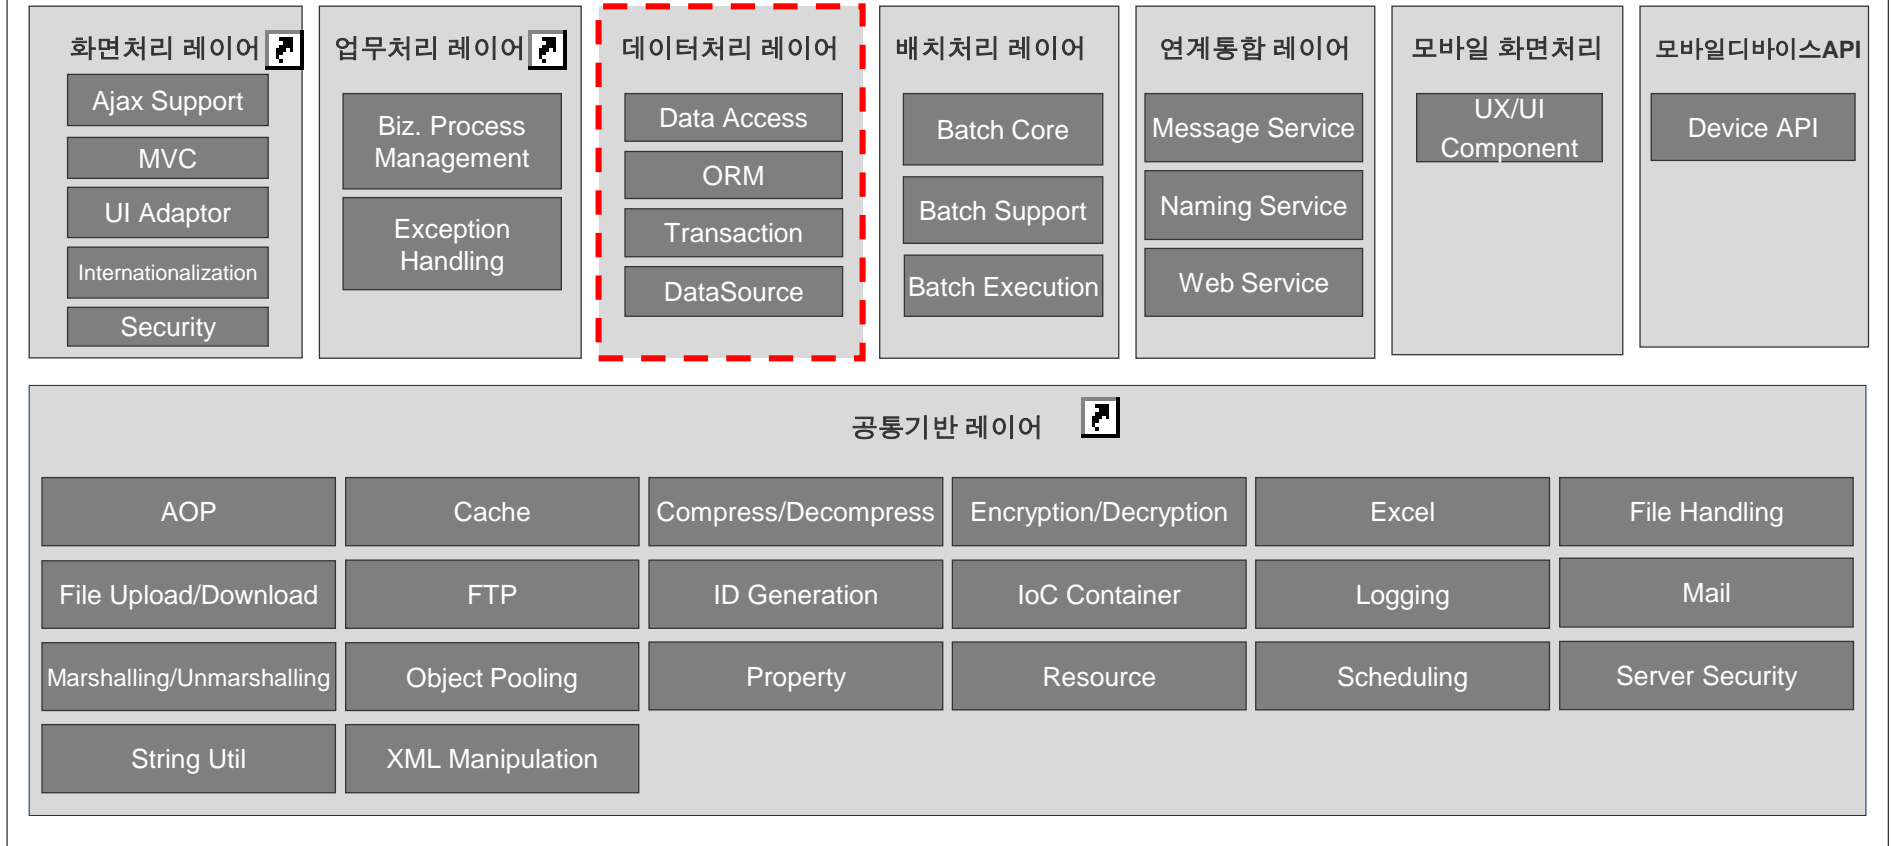 화면처리 레이어
Ajax Support
MVC
UI Adaptor
Internationalization
Security
업무처리 레이어
Biz. Process
Management
Exception
Handling
데이터처리 레이어
Data Access
ORM
Transaction
DataSource
배치처리 레이어
Batch Core
Batch Support
Batch Execution
연계통합 레이어
Message Service
Naming Service
Web Service
모바일 화면처리
UX/UI
Component
모바일디바이스API
Device API
공통기반 레이어
AOP
Cache
Compress/Decompress
Encryption/Decryption
Excel
File Handling
File Upload/Download
FTP
ID Generation
IoC Container
Logging
Mail
Marshalling/Unmarshalling
Object Pooling
Property
Resource
Scheduling
Server Security
String Util
XML Manipulation